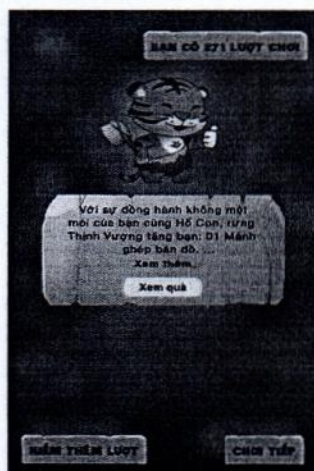 BẠN CÓ 271 LƯỢT CHƠI
Với sự đồng hành không mệt
mỏi của bạn cùng Hổ Con, rừng
Thịnh Vượng tặng bạn: 01 Mảnh
ghép bản đồ. ...
Xem thêm.
Xem quà
KIẾM THÊM LƯỢT
CHƠI TIẾP